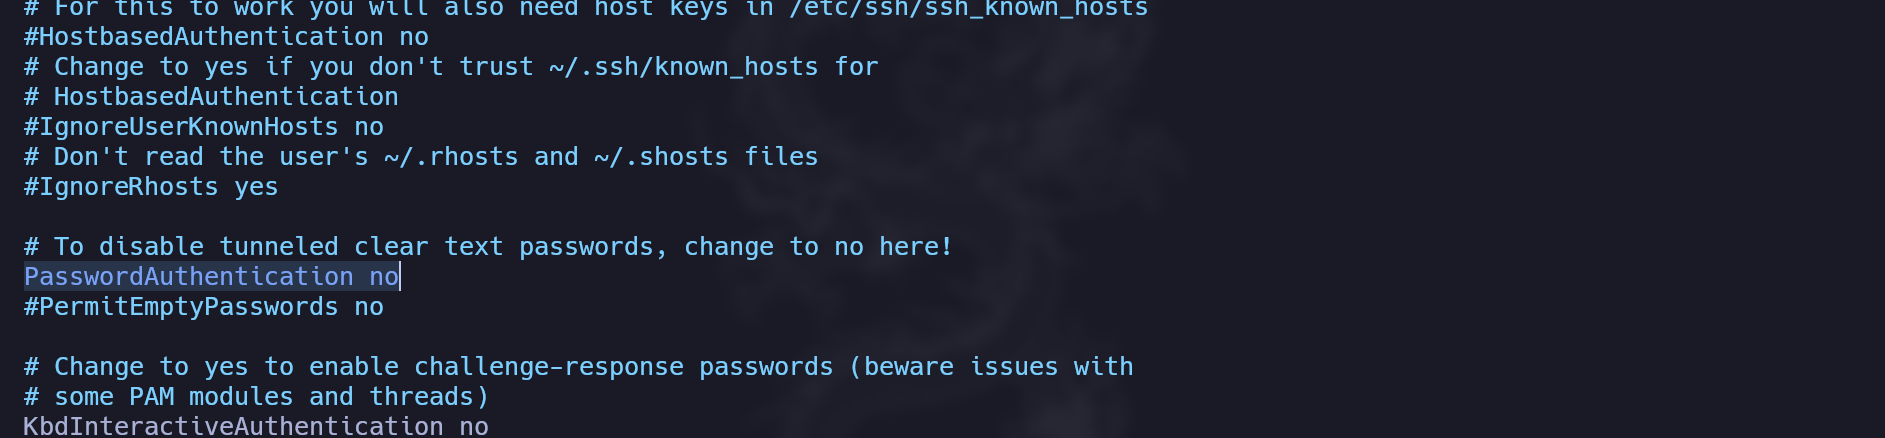 # For this to work you will also need host keys in /etc/ssh/ssh_known_hosts
#HostbasedAuthentication no
# Change to yes if you don't trust ~/.ssh/known_hosts for
# HostbasedAuthentication
#IgnoreUserKnownHosts no
# Don't read the user's ~/.rhosts and ~/.shosts files
#IgnoreRhosts yes

# To disable tunneled clear text passwords, change to no here!
PasswordAuthentication no
#PermitEmptyPasswords no

# Change to yes to enable challenge-response passwords (beware issues with
# some PAM modules and threads)
KbdInteractiveAuthentication no